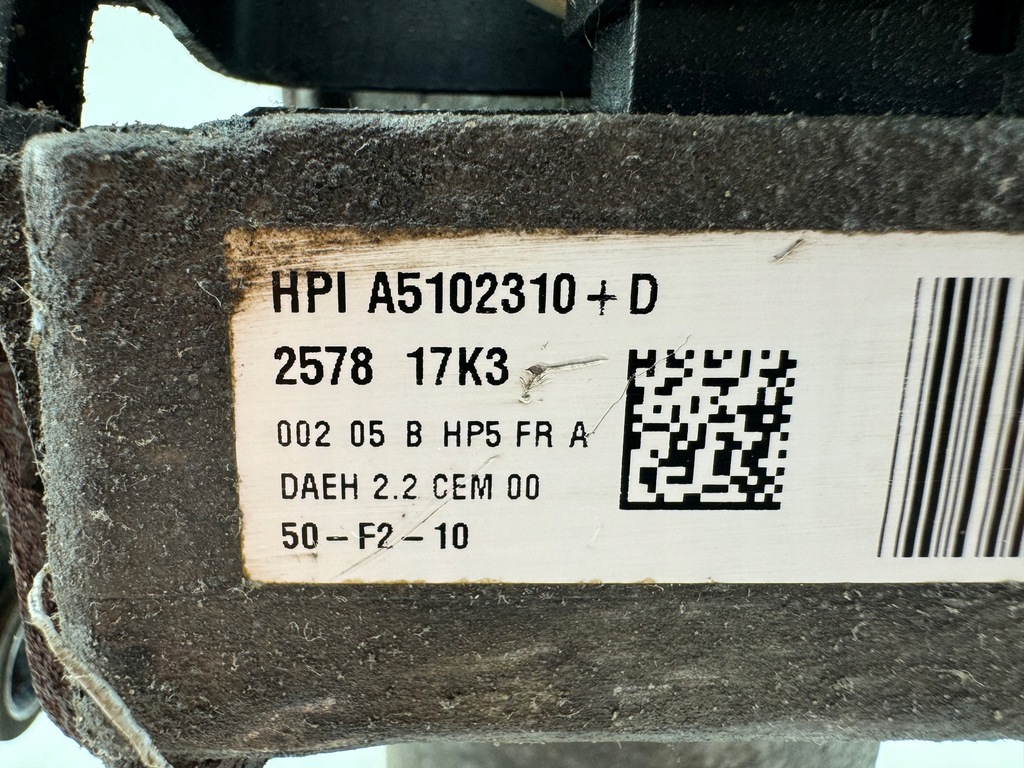 HPI A5102310+D
2578 17K3
002 05 B HP5 FR A
DAEH 2.2 CEM 00
50-F2-10